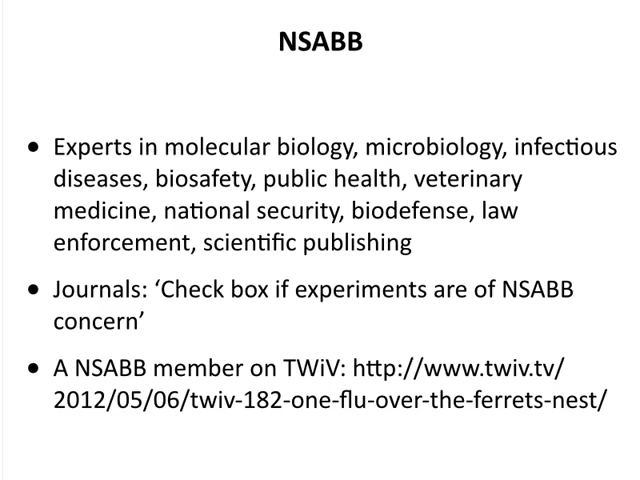 NSABB
• Experts in molecular biology, microbiology, infectious
diseases, biosafety, public health, veterinary
medicine, national security, biodefense, law
enforcement, scientific publishing
• Journals: ‘Check box if experiments are of NSABB
concern’
• A NSABB member on TWiV: http://www.twiv.tv/
2012/05/06/twiv-182-one-flu-over-the-ferrets-nest/